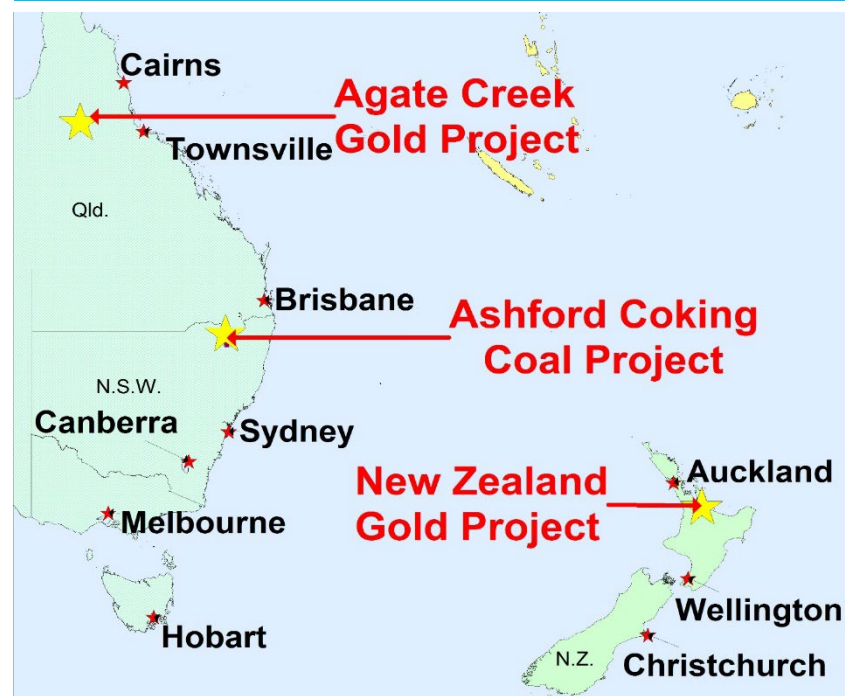 Cairns
Agate Creek
Gold Project
Townsville
Qld.
Brisbane
Ashford Coking
Coal Project
N.S.W.
Canberra
Sydney
New Zealand
Gold Project
Auckland
Melbourne
Wellington
Hobart
N.Z.
Christchurch